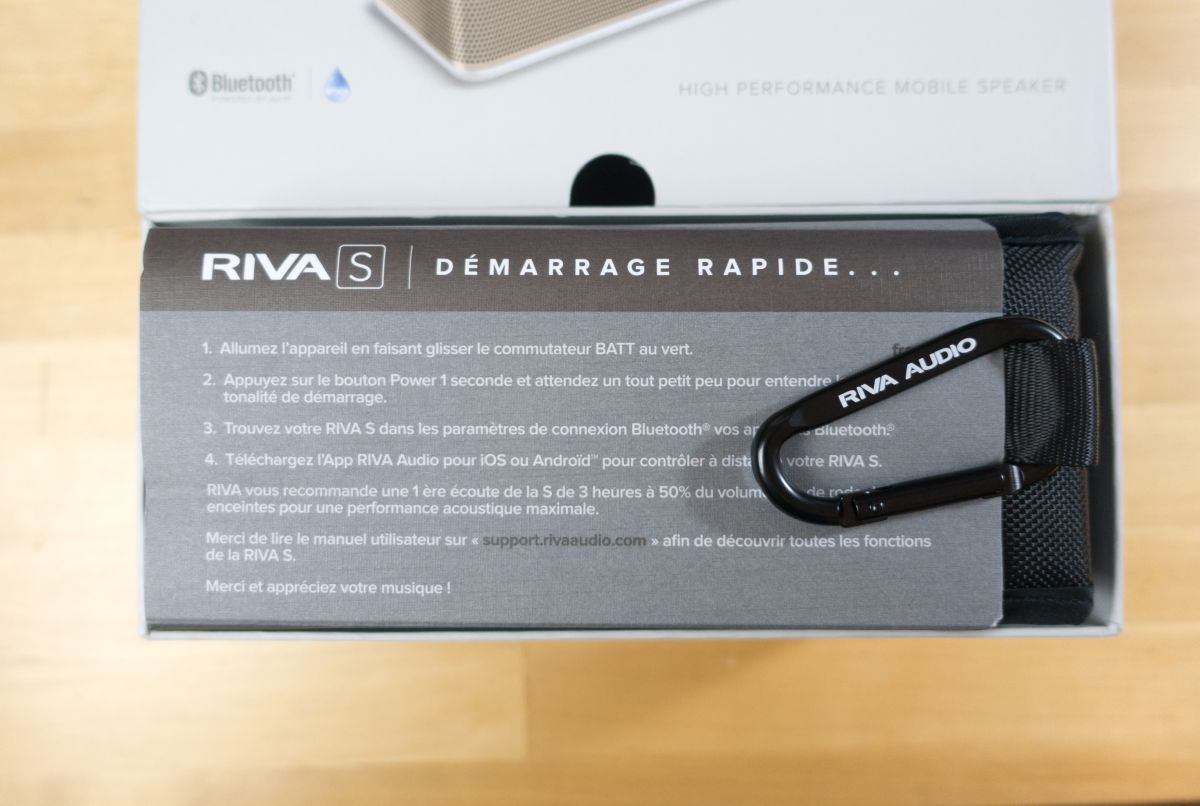 Bluetooth®
HIGH PERFORMANCE MOBILE SPEAKER
RIVA S | DÉMARRAGE RAPIDE...
1. Allumez l'appareil en faisant glisser le commutateur BATT au vert.
2. Appuyez sur le bouton Power 1 seconde et attendez un tout petit peu pour entendre
tonalité de démarrage.
3. Trouvez votre RIVA S dans les paramètres de connexion Bluetooth® vos Bluetooth®
4. Téléchargez l'App RIVA Audio pour iOS ou Androïd™ pour contrôler à votre RIVA S.
RIVA vous recommande une 1 ère écoute de la S de 3 heures à 50% du de
enceintes pour une performance acoustique maximale.
Merci de lire le manuel utilisateur sur « support.rivaaudio.com » afin de découvrir toutes les fonctions
de la RIVA S.
Merci et appréciez votre musique !
RIVA AUDIO